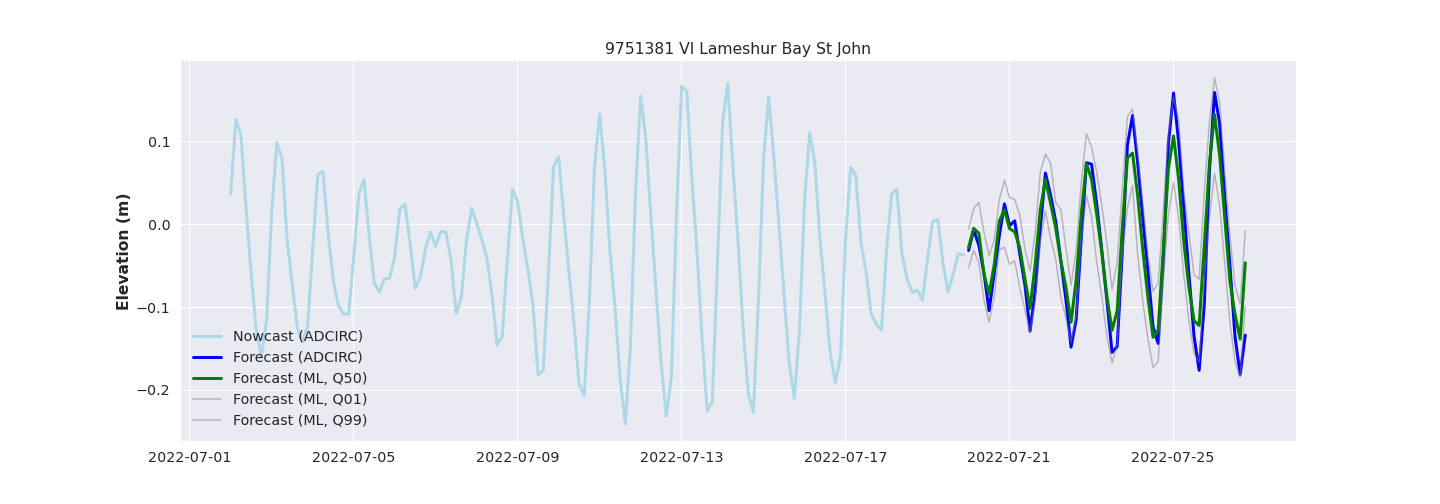 9751381 VI Lameshur Bay St John
Elevation (m)
0.1
0.0
−0.1
−0.2
Nowcast (ADCIRC)
Forecast (ADCIRC)
Forecast (ML, Q50)
Forecast (ML, Q01)
Forecast (ML, Q99)
2022-07-01 2022-07-05 2022-07-09 2022-07-13 2022-07-17 2022-07-21 2022-07-25